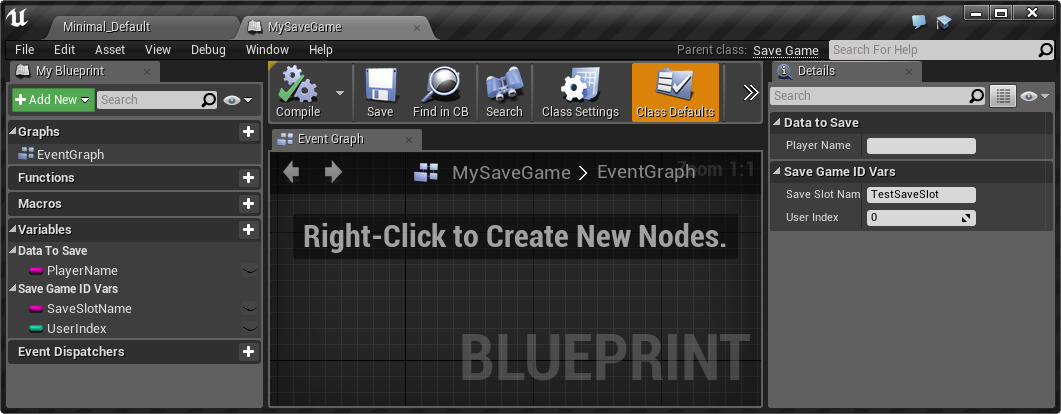 Minimal_Default
MySaveGame
File Edit Asset View Debug Window Help
Parent class: Save Game
Search For Help
My Blueprint
Add New
Search
Graphs
EventGraph
Functions
Macros
Variables
Data To Save
PlayerName
Save Game ID Vars
SaveSlotName
UserIndex
Event Dispatchers
Compile
Save
Find in CB
Search
Class Settings
Class Defaults
Event Graph
MySaveGame > EventGraph
Zoom 1:1
Right-Click to Create New Nodes.
BLUEPRINT
Details
Search
Data to Save
Player Name
Save Game ID Vars
Save Slot Nam TestSaveSlot
User Index 0